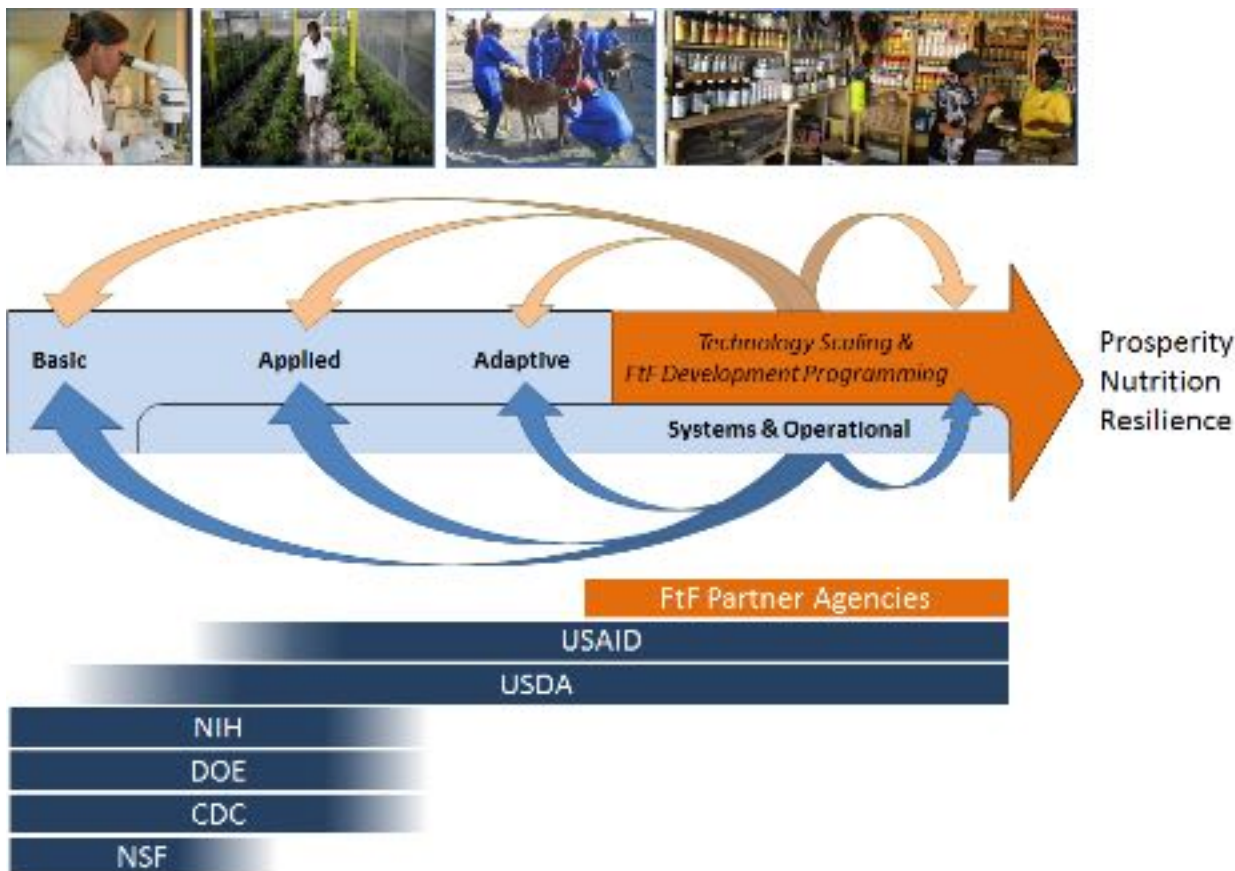 Basic
Applied
Adaptive
Technology Scaling &
FtF Development Programming
Systems & Operational
Prosperity
Nutrition
Resilience
FtF Partner Agencies
USAID
USDA
NIH
DOE
CDC
NSF